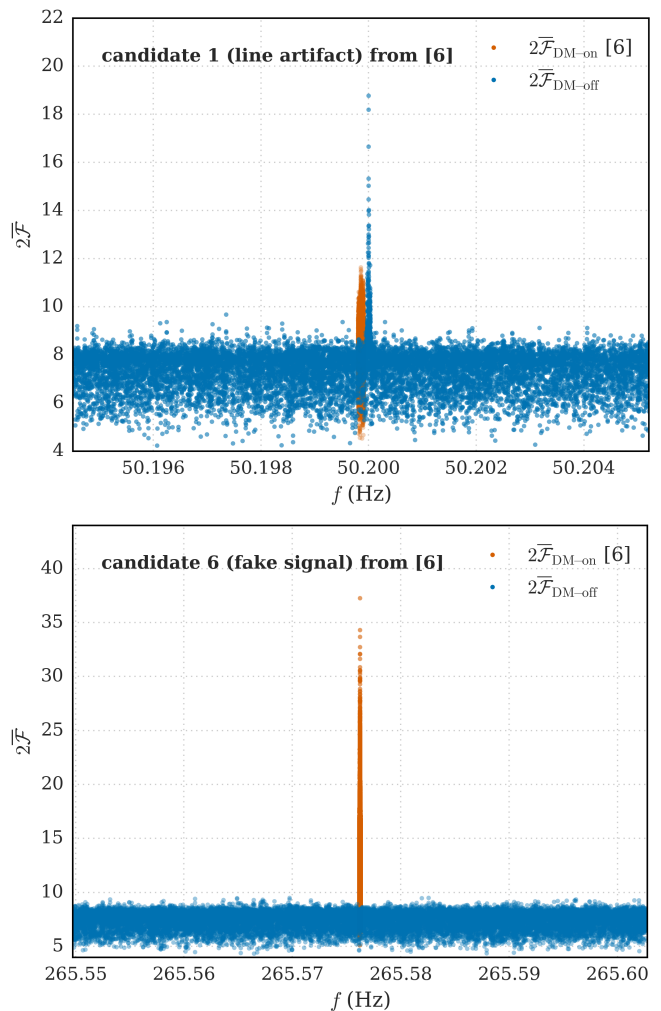 22
20
18
16
14
12
10
8
6
4
2F̅
candidate 1 (line artifact) from [6]
2F̅DM−on [6]
2F̅DM−off
50.196 50.198 50.200 50.202 50.204
f (Hz)
40
35
30
25
20
15
10
5
2F̅
candidate 6 (fake signal) from [6]
2F̅DM−on [6]
2F̅DM−off
265.55 265.56 265.57 265.58 265.59 265.60
f (Hz)